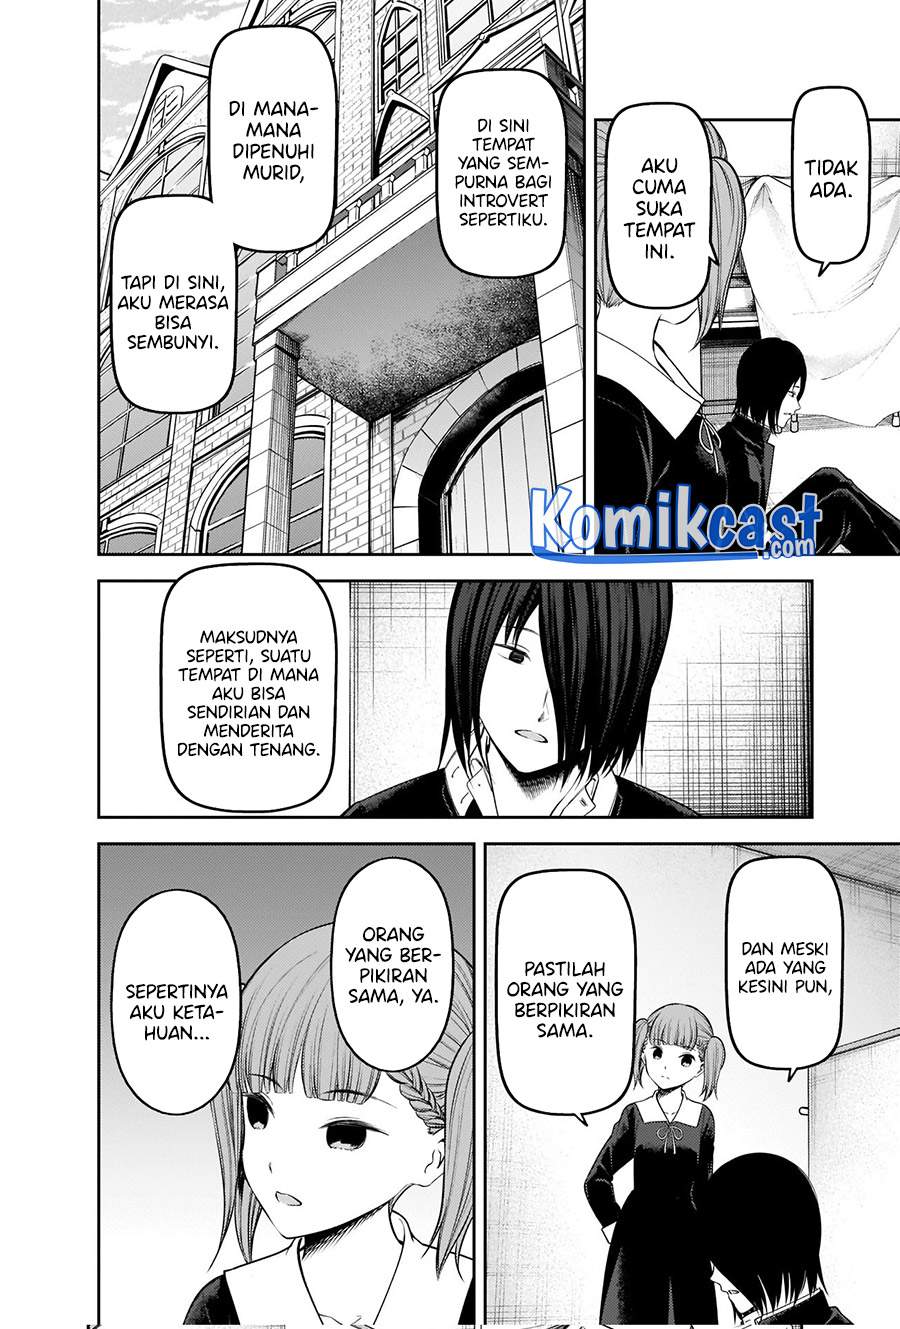 TIDAK
ADA.
AKU
CUMA
SUKA
TEMPAT
INI.
DI SINI
TEMPAT
YANG SEM-
PURNA BAGI
INTROVERT
SEPERTIKU.
DI MANA-
MANA
DIPENUHI
MURID,
TAPI DI SINI,
AKU MERASA
BISA
SEMBUNYI.
Komikcast
.com
MAKSUDNYA
SEPERTI, SUATU
TEMPAT DI MANA
AKU BISA
SENDIRIAN DAN
MENDERITA
DENGAN TENANG.
DAN MESKI
ADA YANG
KESINI PUN,
PASTILAH
ORANG YANG
BERPIKIRAN
SAMA.
ORANG
YANG BER-
PIKIRAN
SAMA, YA.
SEPERTINYA
AKU KETA-
HUAN...